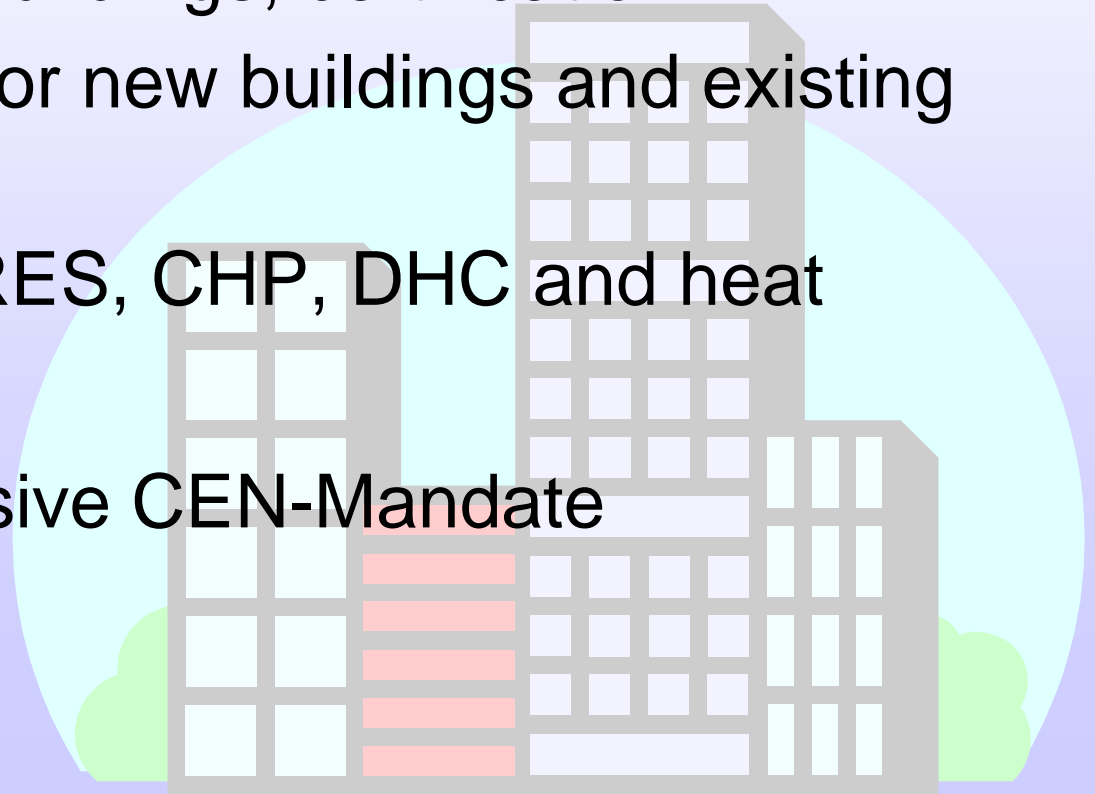 or new buildings and existing
RES, CHP, DHC and heat
sive CEN-Mandate